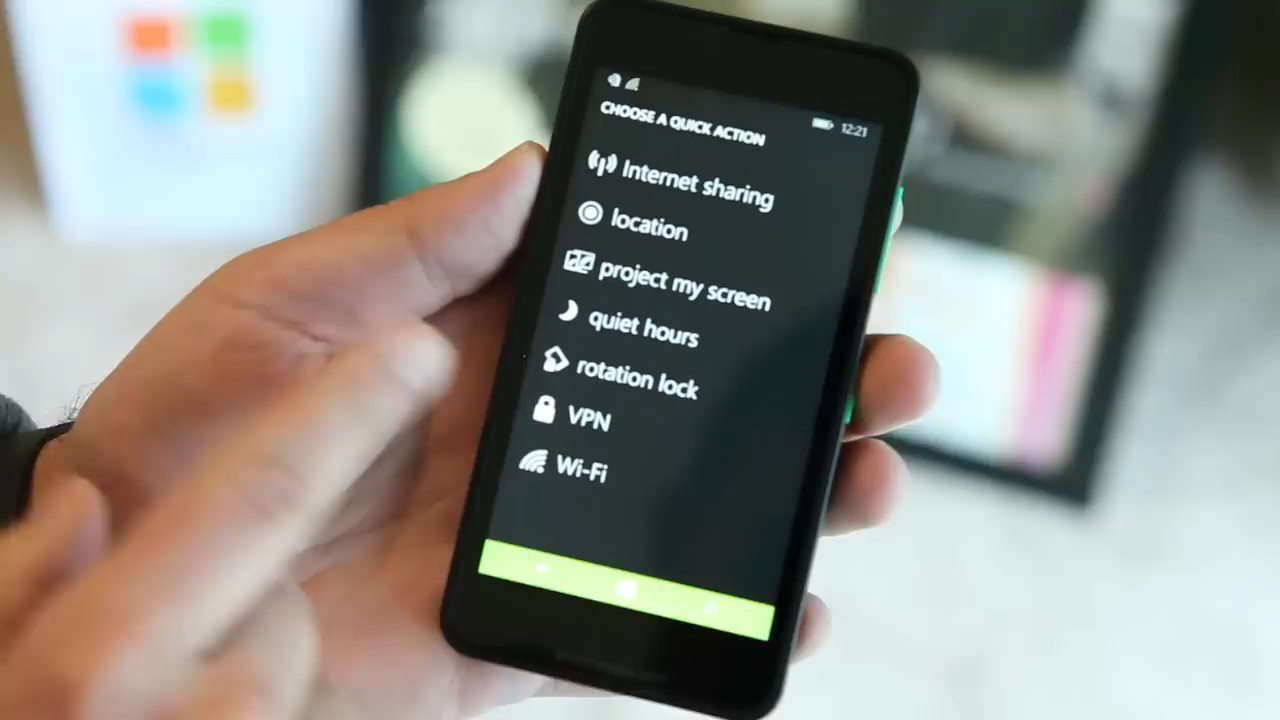 12:21
CHOOSE A QUICK ACTION
Internet sharing
location
project my screen
quiet hours
rotation lock
VPN
Wi-Fi